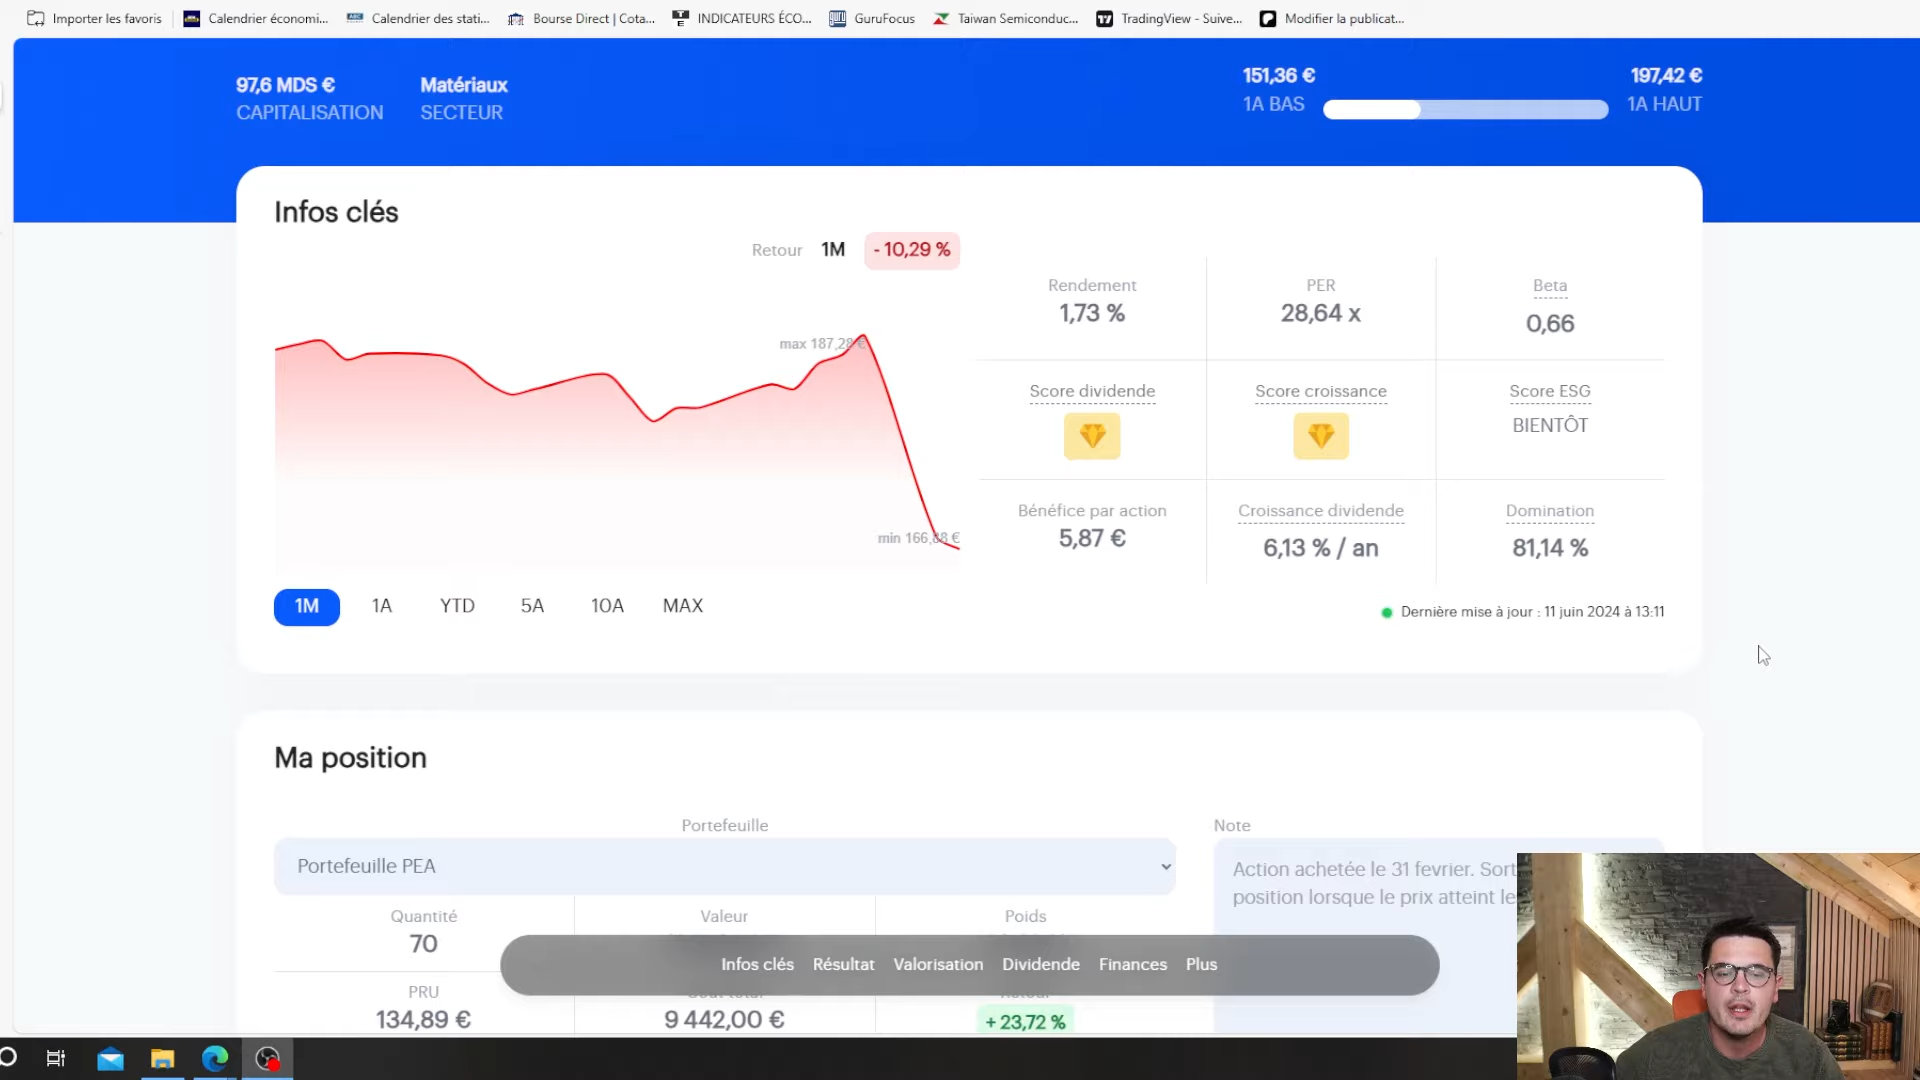 Importer les favoris
Calendrier économi...
Calendrier des stati...
Bourse Direct | Cota...
INDICATEURS ÉCO...
GuruFocus
Taiwan Semiconduc...
TradingView - Suive...
Modifier la publicat...
97,6 MDS €
CAPITALISATION
Matériaux
SECTEUR
151,36 €
1A BAS
197,42 €
1A HAUT
Infos clés
Retour 1M - 10,29 %
max 187,28 €
min 166,88 €
1M 1A YTD 5A 10A MAX
Rendement
1,73 %
PER
28,64 x
Beta
0,66
Score dividende
Score croissance
Score ESG
BIENTÔT
Bénéfice par action
5,87 €
Croissance dividende
6,13 % / an
Domination
81,14 %
Dernière mise à jour : 11 juin 2024 à 13:11
Ma position
Portefeuille
Portefeuille PEA
Note
Action achetée le 31 fevrier. Sort
position lorsque le prix atteint le
Quantité
70
Valeur
Poids
Infos clés Résultat Valorisation Dividende Finances Plus
PRU
134,89 €
9 442,00 €
+ 23,72 %